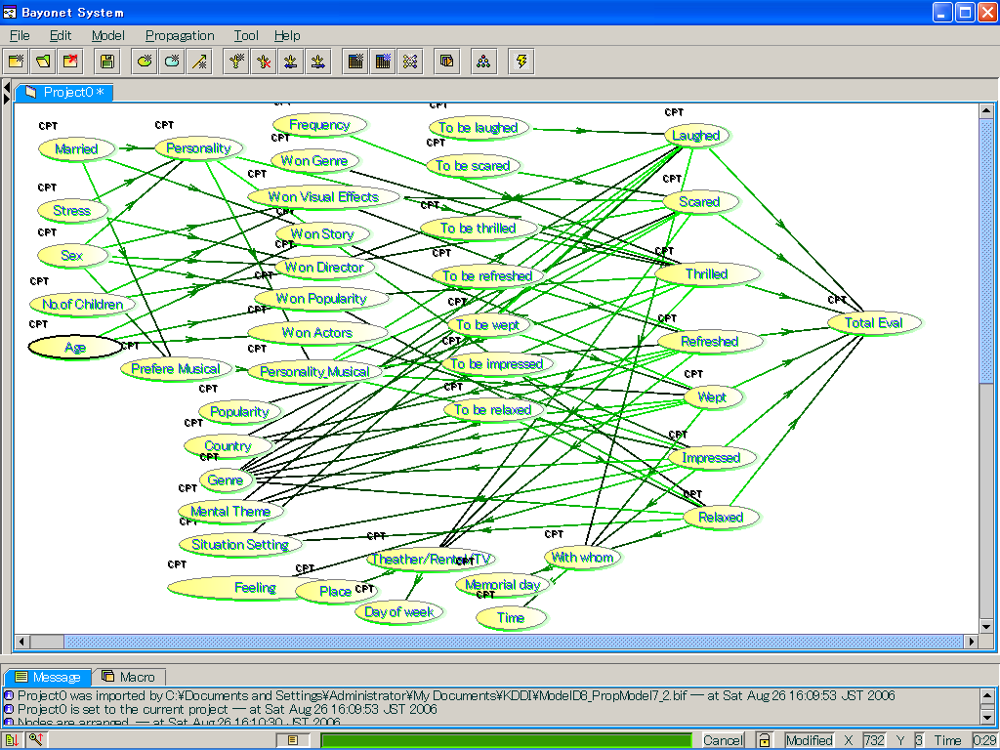 Bayonet System
File Edit Model Propagation Tool Help
Project0 *
CPT
Frequency
CPT
To be laughed
CPT
Laughed
CPT
Married
CPT
Personality
CPT
Won Genre
CPT
To be scared
CPT
Won Visual Effects
CPT
Scared
CPT
Stress
CPT
Won Story
CPT
To be thrilled
CPT
Sex
CPT
Won Director
CPT
To be refreshed
CPT
Thrilled
CPT
No.of Children
CPT
Won Popularity
CPT
To be wept
CPT
Total Eval
CPT
Age
CPT
Won Actors
CPT
Refreshed
CPT
Prefere Musical
CPT
Personality_Musical
CPT
To be impressed
CPT
Wept
CPT
Popularity
CPT
To be relaxed
CPT
Country
CPT
Impressed
CPT
Genre
CPT
Mental Theme
CPT
Relaxed
CPT
Situation Setting
CPT
Theather/Rental/TV
CPT
With whom
CPT
Feeling
CPT
Place
CPT
Memorial day
CPT
Day of week
CPT
Time
Message Macro
Project0 was imported by C:¥Documents and Settings¥Administrator¥My Documents¥KDDI¥ModelD8_PropModel7_2.bif --- at Sat Aug 26 16:09:53 JST 2006
Project0 is set to the current project --- at Sat Aug 26 16:09:53 JST 2006
Nodes are arranged. --- at Sat Aug 26 16:10:30 JST 2006
Cancel Modified X 732 Y 3 Time 0:29